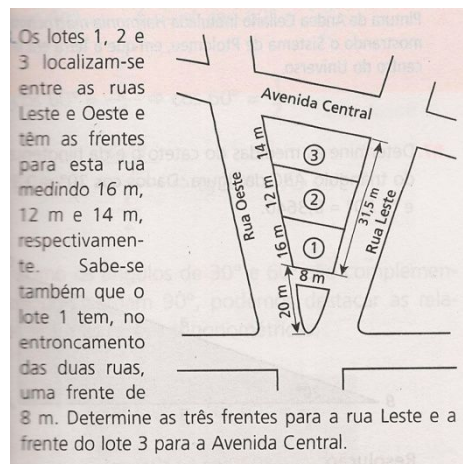 Os lotes 1, 2 e
3 localizam-se
entre as ruas
Leste e Oeste e
têm as frentes
para esta rua
medindo 16 m,
12 m e 14 m,
respectivamen-
te. Sabe-se
também que o
lote 1 tem, no
entroncamento
das duas ruas,
uma frente de
8 m. Determine as três frentes para a rua Leste e a
frente do lote 3 para a Avenida Central.
Avenida Central
Rua Oeste
14 m
12 m
16 m
20 m
3
2
1
8 m
31,5 m
Rua Leste